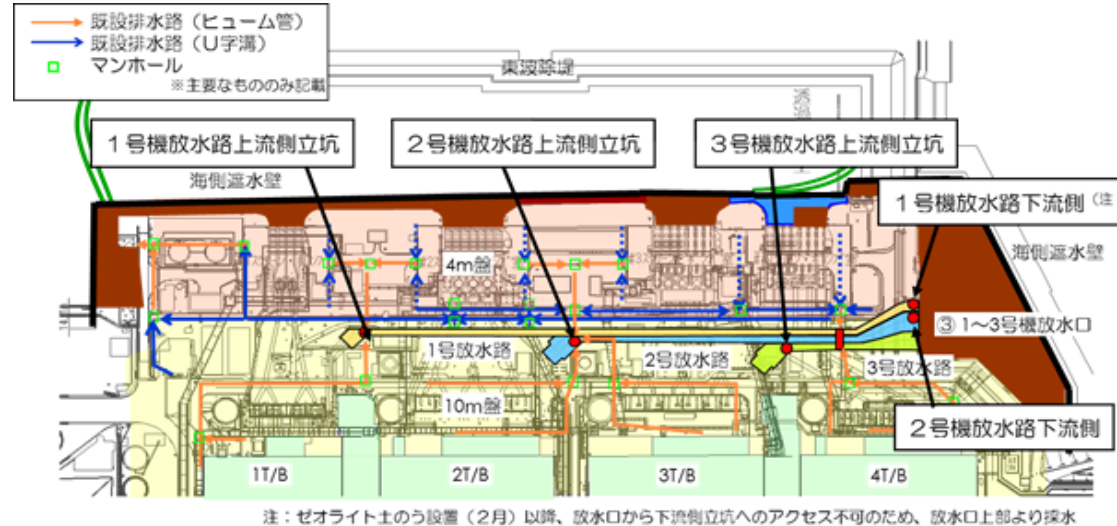 既設排水路（ヒューム管）
既設排水路（U字溝）
マンホール
※主要なもののみ記載
東波除堤
1号機放水路上流側立坑
2号機放水路上流側立坑
3号機放水路上流側立坑
海側遮水壁
1号機放水路下流側（注
海側遮水壁
4m盤
③ 1～3号機放水口
1号放水路
2号放水路
3号放水路
10m盤
2号機放水路下流側
1T/B
2T/B
3T/B
4T/B
注：ゼオライト土のう設置（2月）以降、放水口から下流側立坑へのアクセス不可のため、放水口上部より採水